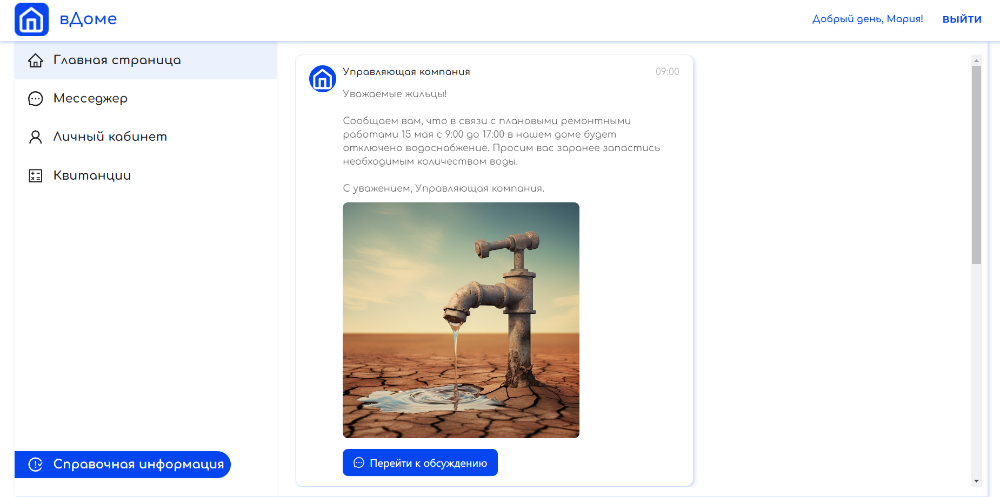 вДоме
Добрый день, Мария!
ВЫЙТИ
Главная страница
Месседжер
Личный кабинет
Квитанции
Справочная информация
Управляющая компания
09:00
Уважаемые жильцы!
Сообщаем вам, что в связи с плановыми ремонтными
работами 15 мая с 9:00 до 17:00 в нашем доме будет
отключено водоснабжение. Просим вас заранее запастись
необходимым количеством воды.
С уважением, Управляющая компания.
Перейти к обсуждению